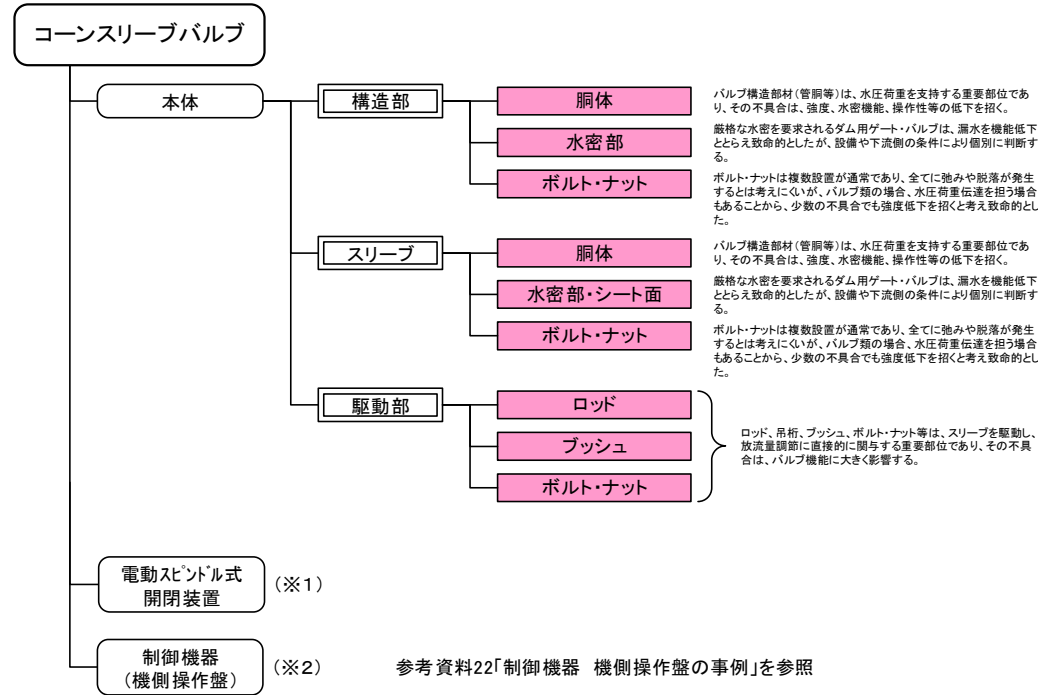 コーンスリーブバルブ
本体
構造部
胴体
バルブ構造部材(管胴等)は、水圧荷重を支持する重要部位であ
り、その不具合は、強度、水密機能、操作性等の低下を招く。
水密部
厳格な水密を要求されるダム用ゲート・バルブは、漏水を機能低下
ととらえ致命的としたが、設備や下流側の条件により個別に判断す
る。
ボルト・ナット
ボルト・ナットは複数設置が通常であり、全てに弛みや脱落が発生
するとは考えにくいが、バルブ類の場合、水圧荷重伝達を担う場合
もあることから、少数の不具合でも強度低下を招くと考え致命的とし
た。
スリーブ
胴体
バルブ構造部材(管胴等)は、水圧荷重を支持する重要部位であ
り、その不具合は、強度、水密機能、操作性等の低下を招く。
水密部・シート面
厳格な水密を要求されるダム用ゲート・バルブは、漏水を機能低下
ととらえ致命的としたが、設備や下流側の条件により個別に判断す
る。
ボルト・ナット
ボルト・ナットは複数設置が通常であり、全てに弛みや脱落が発生
するとは考えにくいが、バルブ類の場合、水圧荷重伝達を担う場合
もあることから、少数の不具合でも強度低下を招くと考え致命的とし
た。
駆動部
ロッド
ブッシュ
ボルト・ナット
ロッド、吊桁、ブッシュ、ボルト・ナット等は、スリーブを駆動し、
放流量調節に直接的に関与する重要部位であり、その不具
合は、バルブ機能に大きく影響する。
電動スピンドル式
開閉装置
(※1)
制御機器
(機側操作盤)
(※2)
参考資料22「制御機器 機側操作盤の事例」を参照